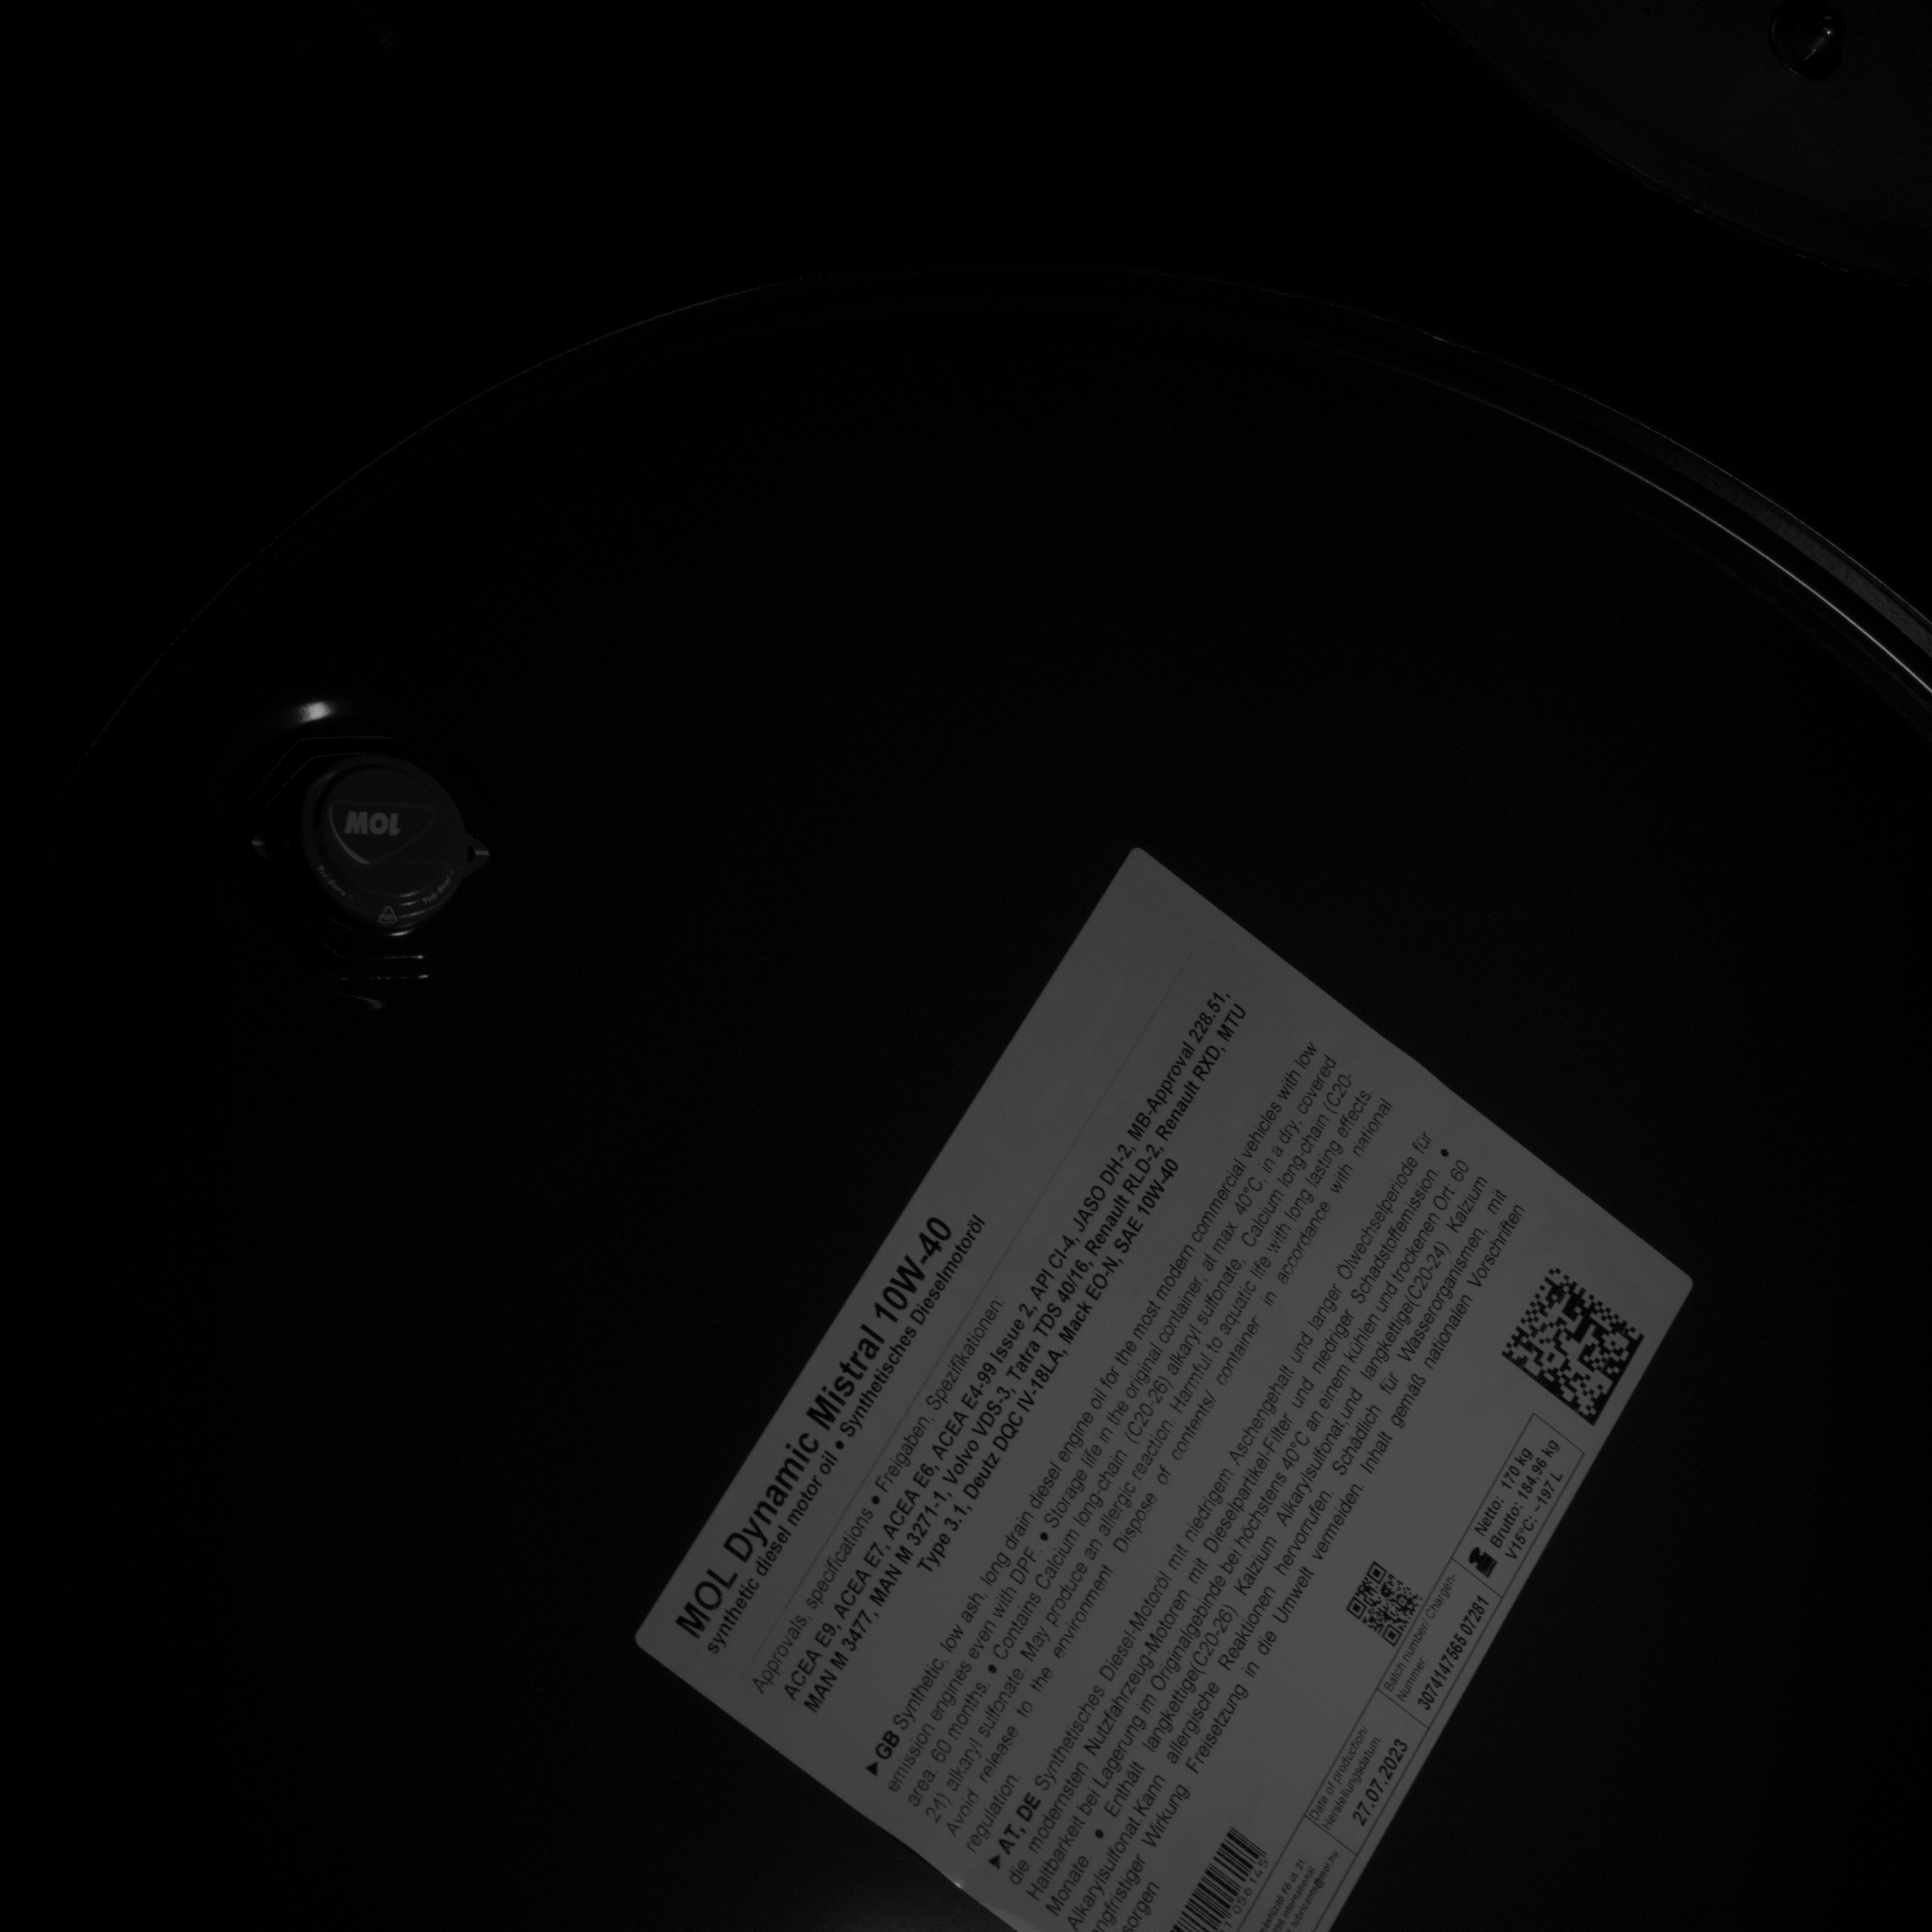 MOL
Tri-Sure
Tab-Seal
MOL Dynamic Mistral 10W-40
synthetic diesel motor oil ● Synthetisches Dieselmotoröl
Approvals, specifications ● Freigaben, Spezifikationen:
ACEA E9, ACEA E7, ACEA E6, ACEA E4-99 Issue 2, API CI-4, JASO DH-2, MB-Approval 228.51,
MAN M 3477, MAN M 3271-1, Volvo VDS-3, Tatra TDS 40/16, Renault RLD-2, Renault RXD, MTU
Type 3.1, Deutz DQC IV-18LA, Mack EO-N, SAE 10W-40
►GB Synthetic, low ash, long drain diesel engine oil for the most modern commercial vehicles with low
emission engines even with DPF. ● Storage life in the original container, at max. 40°C, in a dry, covered
area: 60 months. ● Contains Calcium long-chain (C20-26) alkaryl sulfonate, Calcium long-chain (C20-
24) alkaryl sulfonate. May produce an allergic reaction. Harmful to aquatic life with long lasting effects.
Avoid release to the environment. Dispose of contents/ container in accordance with national
regulation.
►AT, DE Synthetisches Diesel-Motoröl mit niedrigem Aschengehalt und langer Ölwechselperiode für
die modernsten Nutzfahrzeug-Motoren mit Dieselpartikel-Filter und niedriger Schadstoffemission. ●
Haltbarkeit bei Lagerung im Originalgebinde bei höchstens 40°C an einem kühlen und trockenen Ort: 60
Monate. ● Enthält langkettige(C20-26) Kalzium Alkarylsulfonat,und langkettige(C20-24) Kalzium
Alkarylsulfonat.Kann allergische Reaktionen hervorrufen. Schädlich für Wasserorganismen, mit
ngfristiger Wirkung. Freisetzung in die Umwelt vermeiden. Inhalt gemäß nationalen Vorschriften
sorgen
Netto: 170 kg
Brutto: 184,96 kg
V15°C: ~197 L
Batch number/ Chargen-
Nummer
3074147565 07281
Date of production/
Herstellungsdatum
27.07.2023
International
lubricants@mol.hu